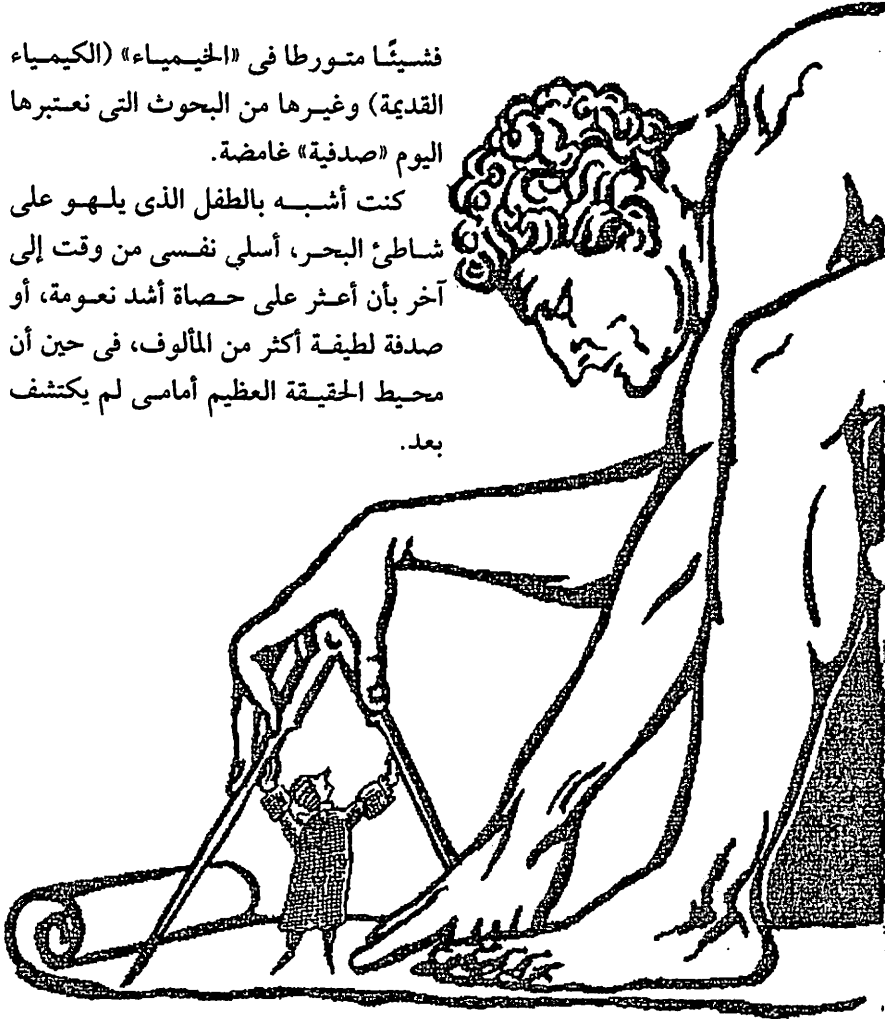 فشيئًا متورطا فى «الخيمياء» (الكيمياء
القديمة) وغيرها من البحوث التى نعتبرها
اليوم «صدفية» غامضة.
كنت أشبه بالطفل الذى يلهو على
شاطئ البحر، أسلي نفسى من وقت إلى
آخر بأن أعثر على حصاة أشد نعومة، أو
صدفة لطيفة أكثر من المألوف، فى حين أن
محيط الحقيقة العظيم أمامى لم يكتشف
بعد.